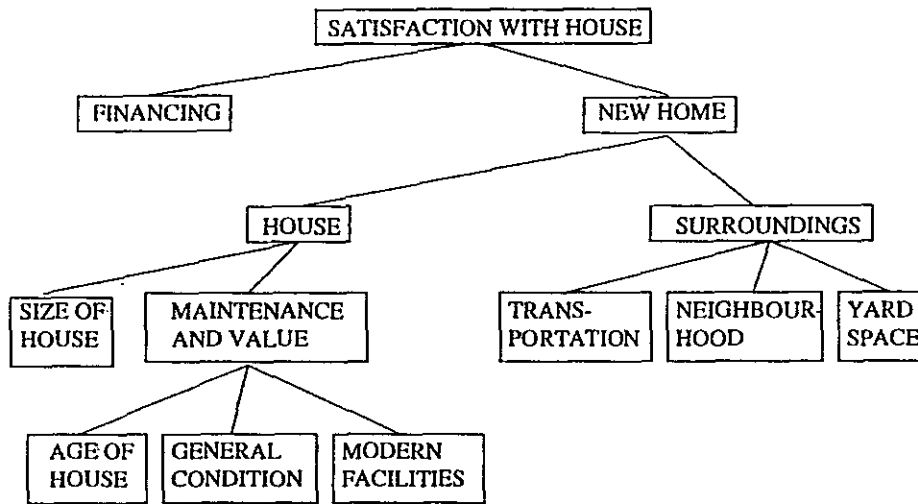 SATISFACTION WITH HOUSE
FINANCING
NEW HOME
HOUSE
SURROUNDINGS
SIZE OF
HOUSE
MAINTENANCE
AND VALUE
TRANS-
PORTATION
NEIGHBOUR-
HOOD
YARD
SPACE
AGE OF
HOUSE
GENERAL
CONDITION
MODERN
FACILITIES